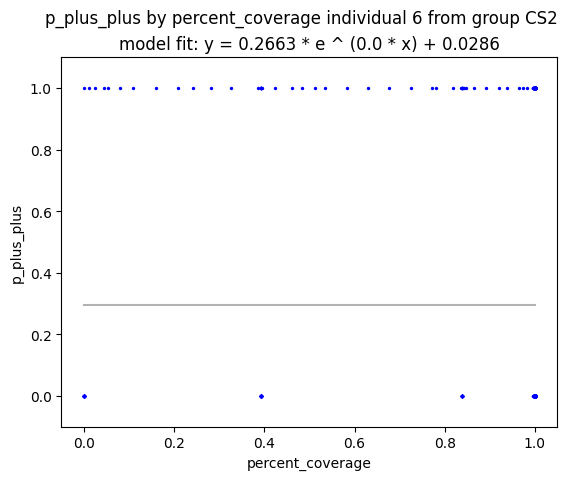 p_plus_plus by percent_coverage individual 6 from group CS2
model fit: y = 0.2663 * e ^ (0.0 * x) + 0.0286
1.0
0.8
0.6
0.4
0.2
0.0
p_plus_plus
0.0 0.2 0.4 0.6 0.8 1.0
percent_coverage